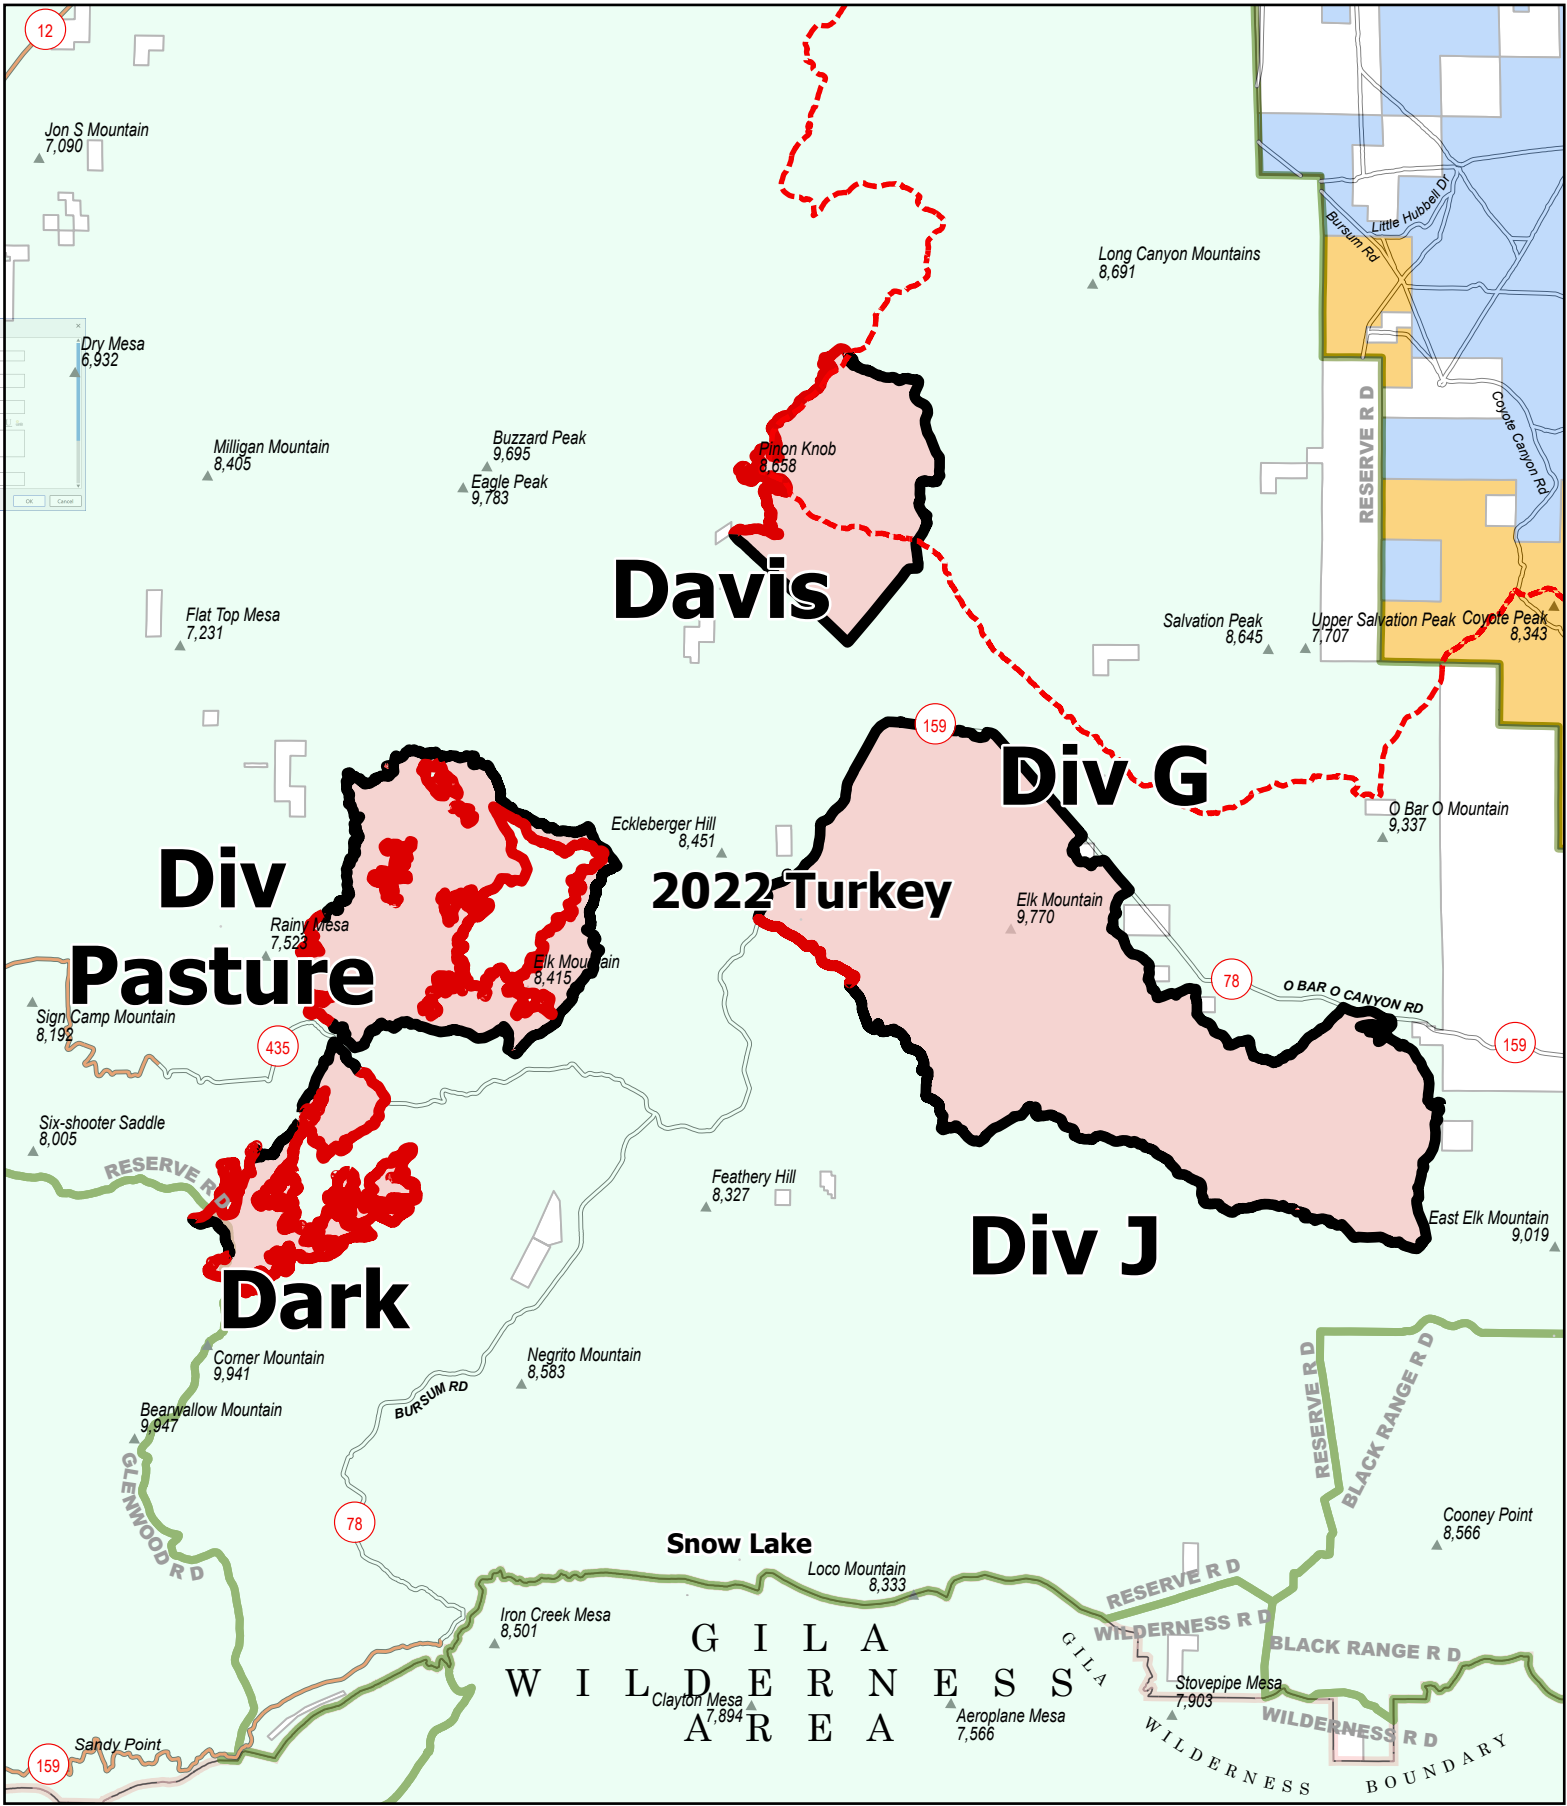 12
Jon S Mountain
7,090
Little Hubbell Dr
Bursum Rd
Long Canyon Mountains
8,691
Dry Mesa
6,932
RESERVE R D
Coyote Canyon Rd
Milligan Mountain
8,405
Buzzard Peak
9,695
Eagle Peak
9,783
Pinon Knob
8,658
OK
Cancel
Davis
Flat Top Mesa
7,231
Salvation Peak
8,645
Upper Salvation Peak
7,707
Coyote Peak
8,343
159
Div G
O Bar O Mountain
9,337
Eckleberger Hill
8,451
Div
Pasture
2022 Turkey
Elk Mountain
9,770
Rainy Mesa
7,523
Elk Mountain
8,415
78
O BAR O CANYON RD
159
Sign Camp Mountain
8,192
435
Six-shooter Saddle
8,005
RESERVE R D
Feathery Hill
8,327
Div J
East Elk Mountain
9,019
Dark
Corner Mountain
9,941
Negrito Mountain
8,583
BURSUM RD
Bearwallow Mountain
9,947
GLENWOOD R D
RESERVE R D
BLACK RANGE R D
78
Cooney Point
8,566
Snow Lake
Loco Mountain
8,333
RESERVE R D
WILDERNESS R D
BLACK RANGE R D
Iron Creek Mesa
8,501
GILA
WILDERNESS
AREA
Clayton Mesa
7,894
Aeroplane Mesa
7,566
Stovepipe Mesa
7,903
WILDERNESS R D
GILA WILDERNESS BOUNDARY
Sandy Point
159